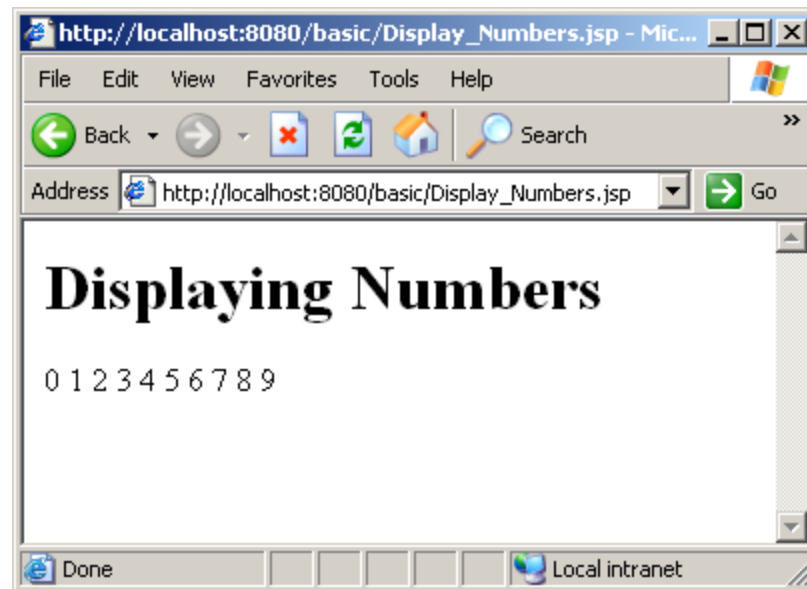 http://localhost:8080/basic/Display_Numbers.jsp - Mic...
File Edit View Favorites Tools Help
Back Search »
Address http://localhost:8080/basic/Display_Numbers.jsp Go
Displaying Numbers
0 1 2 3 4 5 6 7 8 9
Done Local intranet